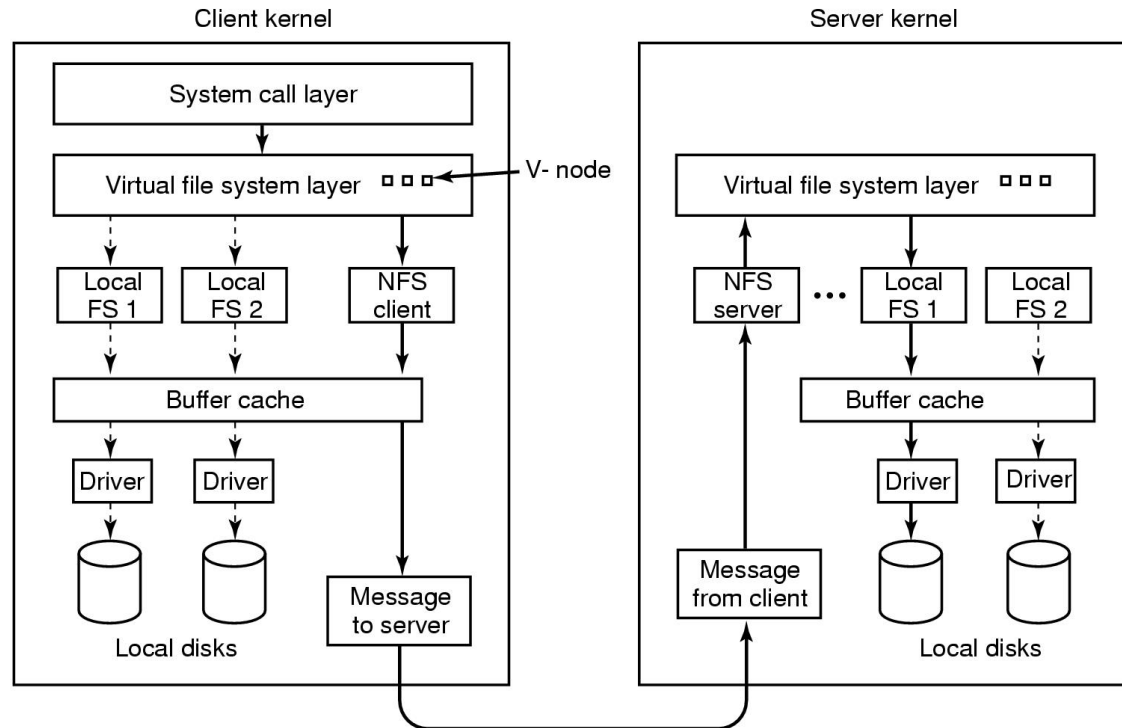 Client kernel
System call layer
Virtual file system layer
V- node
Local
FS 1
Local
FS 2
NFS
client
Buffer cache
Driver
Driver
Message
to server
Local disks
Server kernel
Virtual file system layer
NFS
server
Local
FS 1
Local
FS 2
Buffer cache
Driver
Driver
Message
from client
Local disks